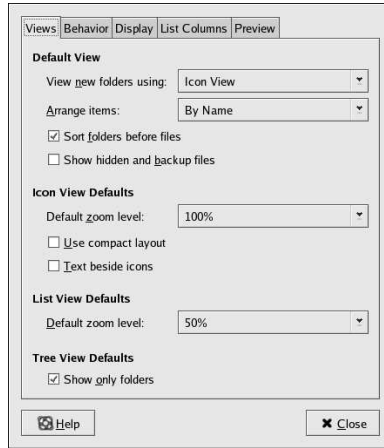 Views Behavior Display List Columns Preview
Default View
View new folders using: Icon View
Arrange items: By Name
Sort folders before files
Show hidden and backup files
Icon View Defaults
Default zoom level: 100%
Use compact layout
Text beside icons
List View Defaults
Default zoom level: 50%
Tree View Defaults
Show only folders
Help Close